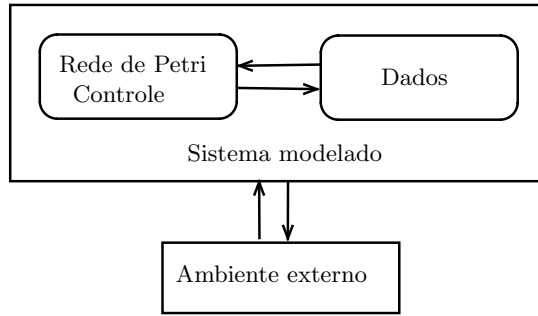 Rede de Petri
Controle
Dados
Sistema modelado
Ambiente externo